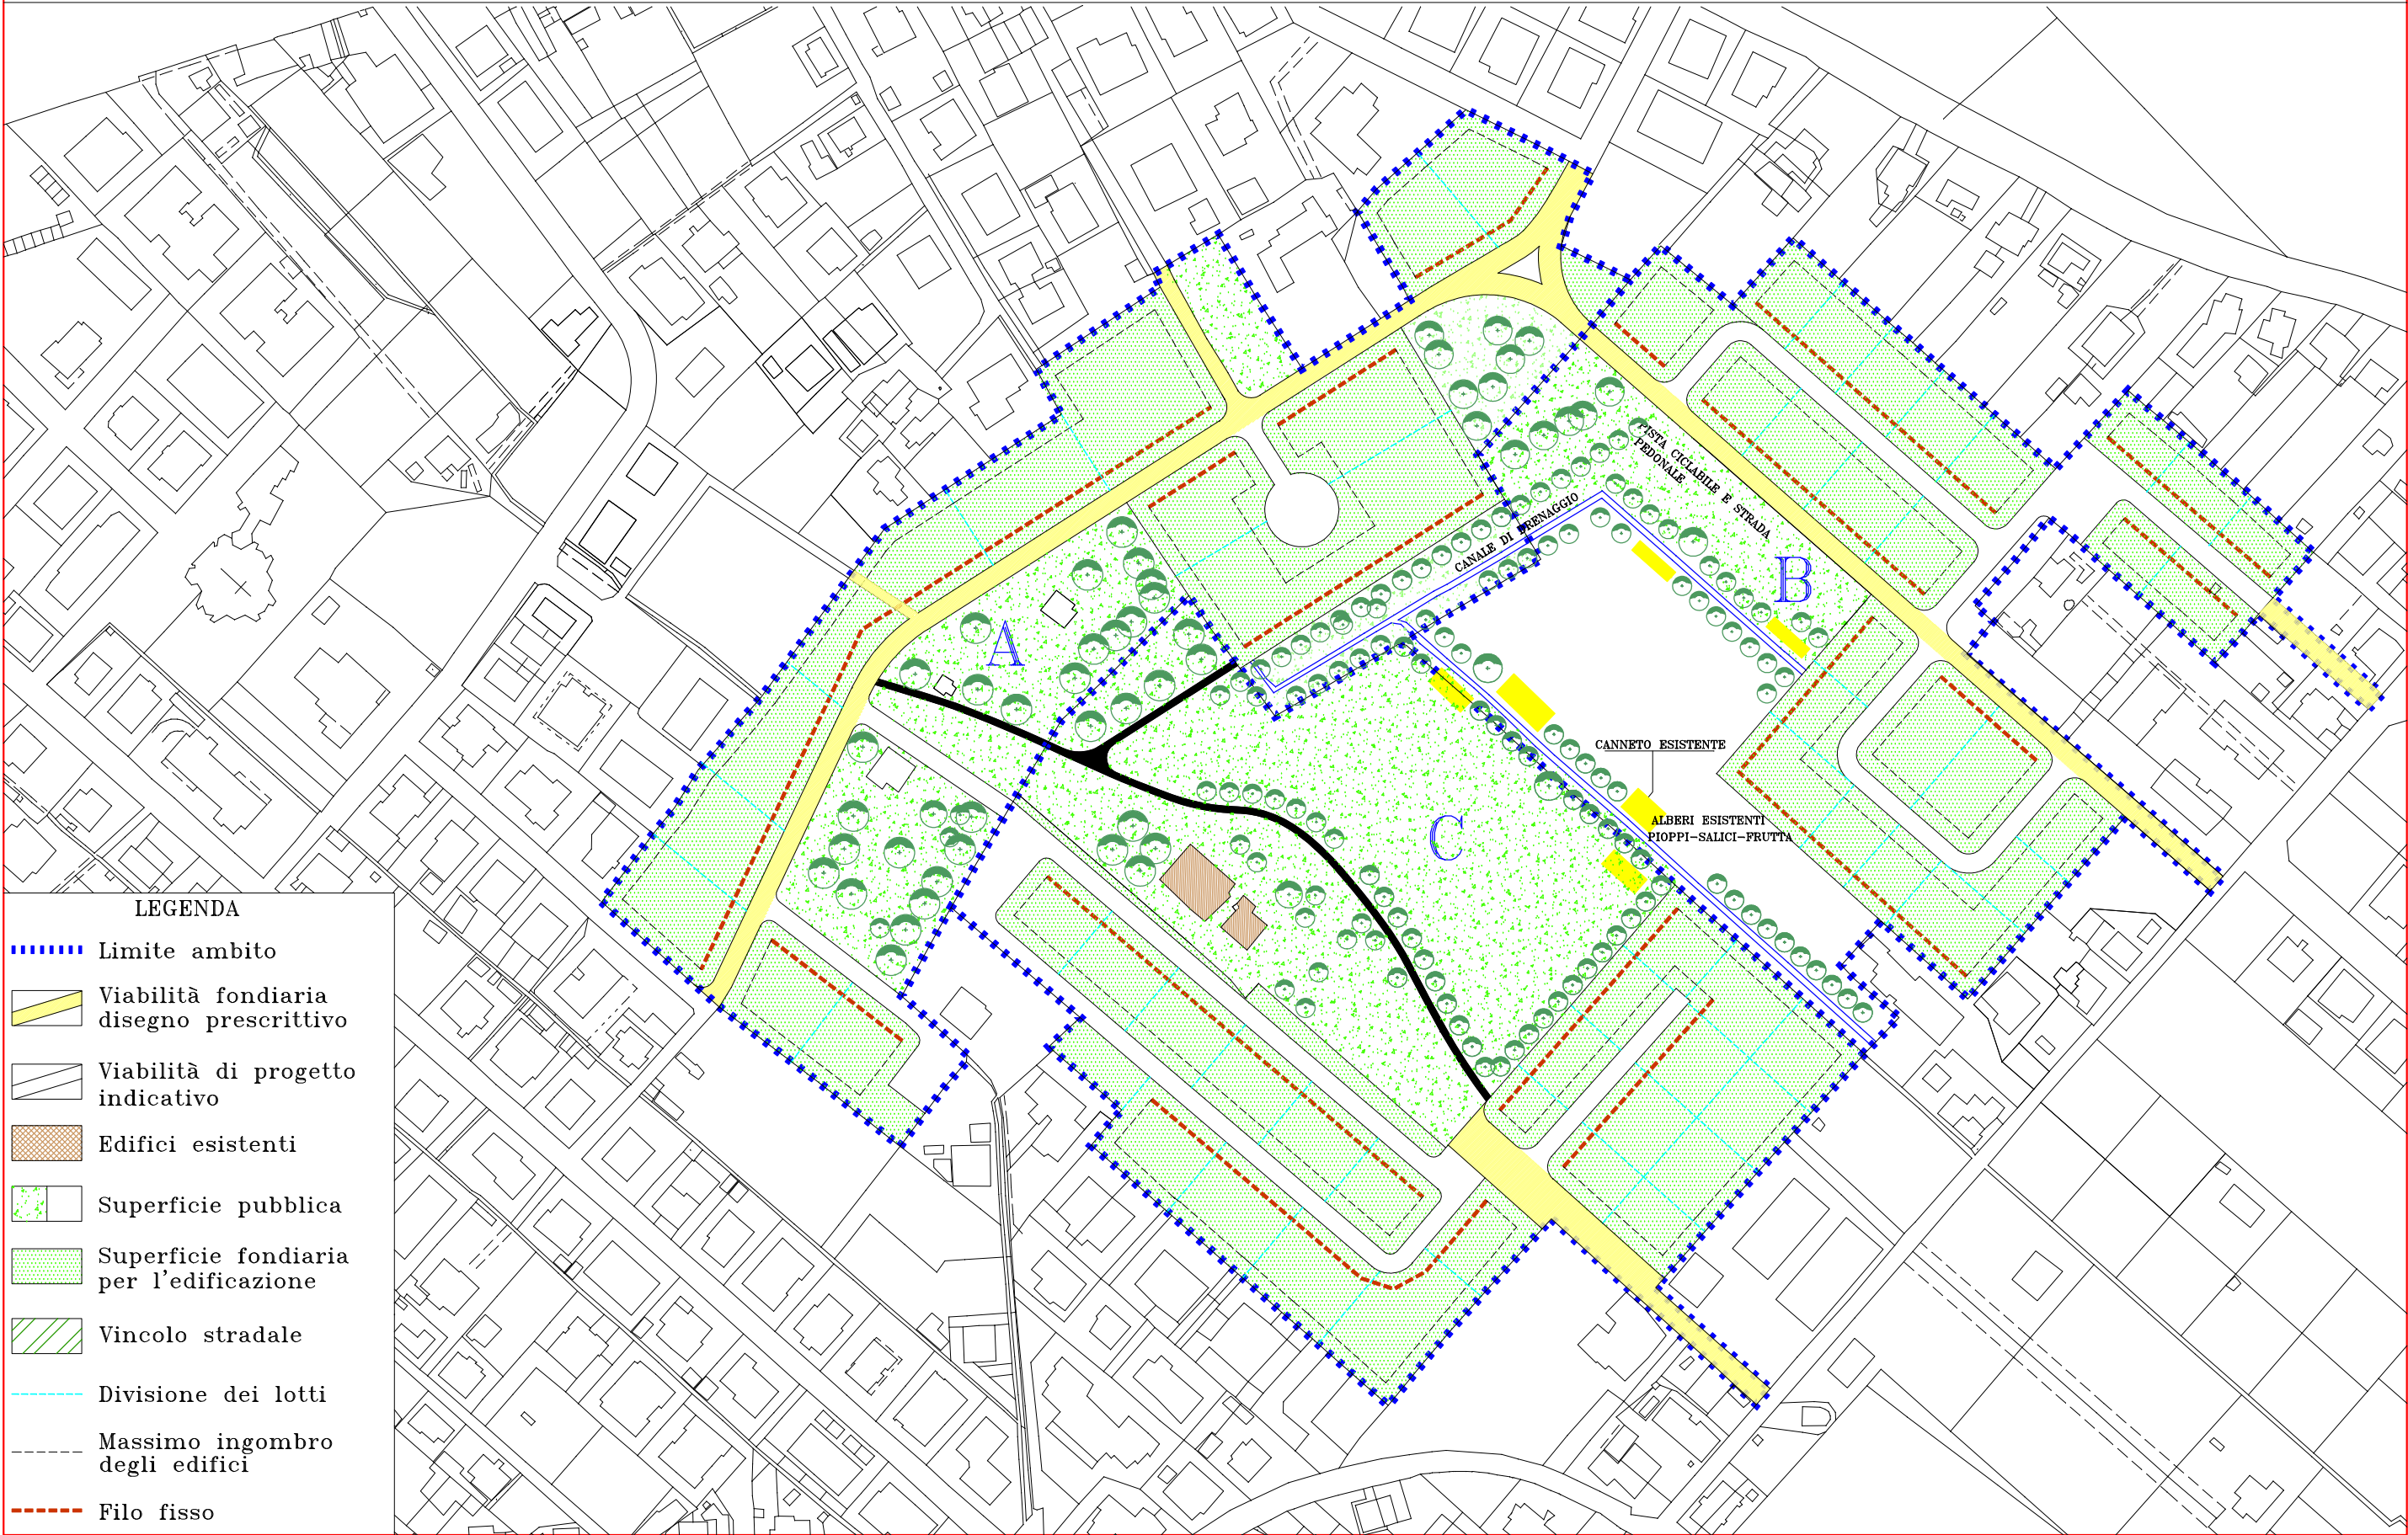 PISTA CICLABILE E STRADA
PEDONALE
CANALE DI DRENAGGIO
B
A
CANNETO ESISTENTE
C
ALBERI ESISTENTI
PIOPPI-SALICI-FRUTTA
LEGENDA
Limite ambito
Viabilità fondiaria
disegno prescrittivo
Viabilità di progetto
indicativo
Edifici esistenti
Superficie pubblica
Superficie fondiaria
per l'edificazione
Vincolo stradale
Divisione dei lotti
Massimo ingombro
degli edifici
Filo fisso